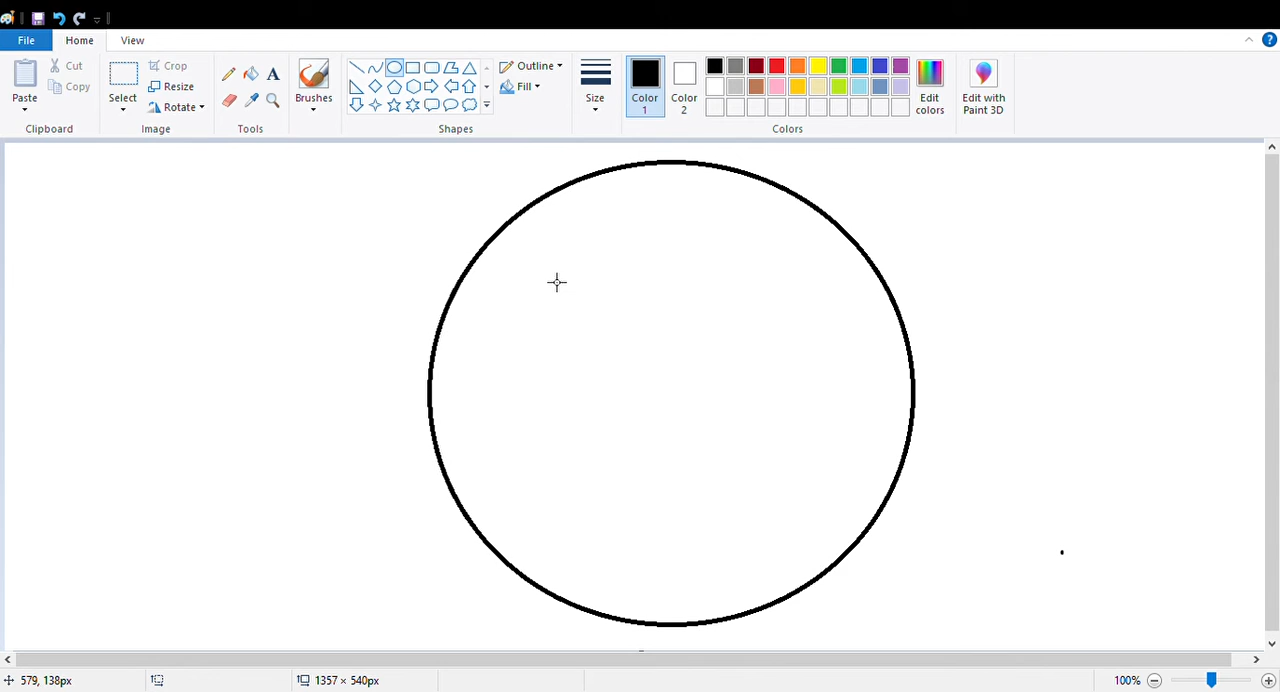 File Home View
Paste
Cut
Copy
Clipboard
Select
Crop
Resize
Rotate
Image
A
Tools
Brushes
Outline
Fill
Shapes
Size
Color 1
Color 2
Edit colors
Colors
Edit with Paint 3D
?
579, 138px
1357 × 540px
100%